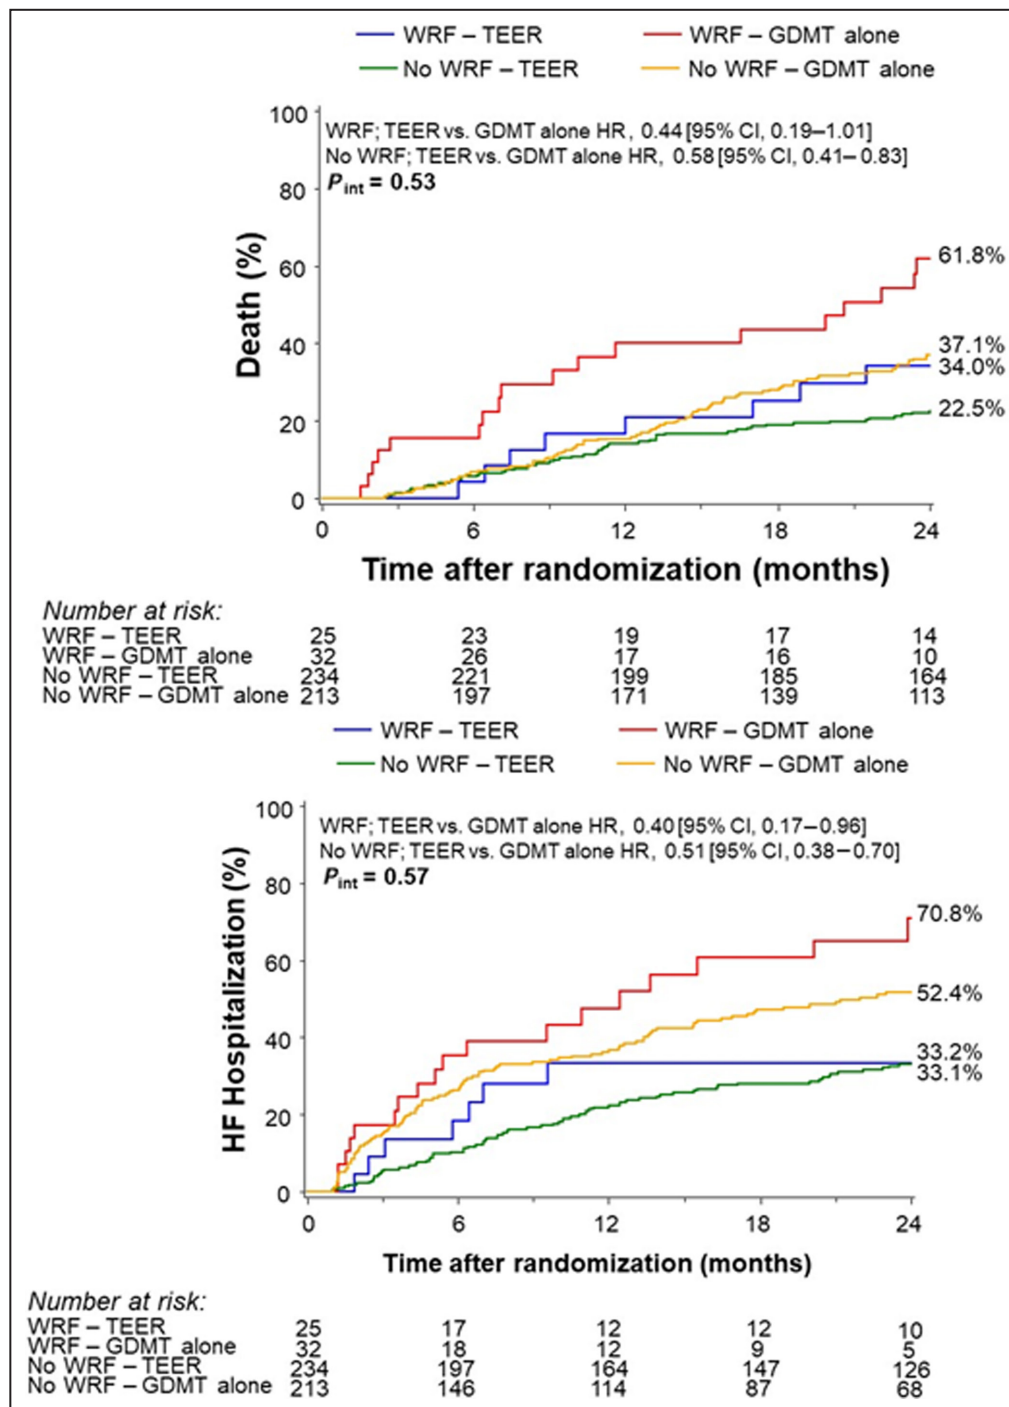 WRF – TEER WRF – GDMT alone
No WRF – TEER No WRF – GDMT alone
100
WRF; TEER vs. GDMT alone HR, 0.44 [95% CI, 0.19–1.01]
No WRF; TEER vs. GDMT alone HR, 0.58 [95% CI, 0.41– 0.83]
Pint = 0.53
80
60
40
20
0
Death (%)
61.8%
37.1%
34.0%
22.5%
0 6 12 18 24
Time after randomization (months)
Number at risk:
WRF – TEER 25 23 19 17 14
WRF – GDMT alone 32 26 17 16 10
No WRF – TEER 234 221 199 185 164
No WRF – GDMT alone 213 197 171 139 113
WRF – TEER WRF – GDMT alone
No WRF – TEER No WRF – GDMT alone
100
WRF; TEER vs. GDMT alone HR, 0.40 [95% CI, 0.17–0.96]
No WRF; TEER vs. GDMT alone HR, 0.51 [95% CI, 0.38–0.70]
Pint = 0.57
80
60
40
20
0
HF Hospitalization (%)
70.8%
52.4%
33.2%
33.1%
0 6 12 18 24
Time after randomization (months)
Number at risk:
WRF – TEER 25 17 12 12 10
WRF – GDMT alone 32 18 12 9 5
No WRF – TEER 234 197 164 147 126
No WRF – GDMT alone 213 146 114 87 68